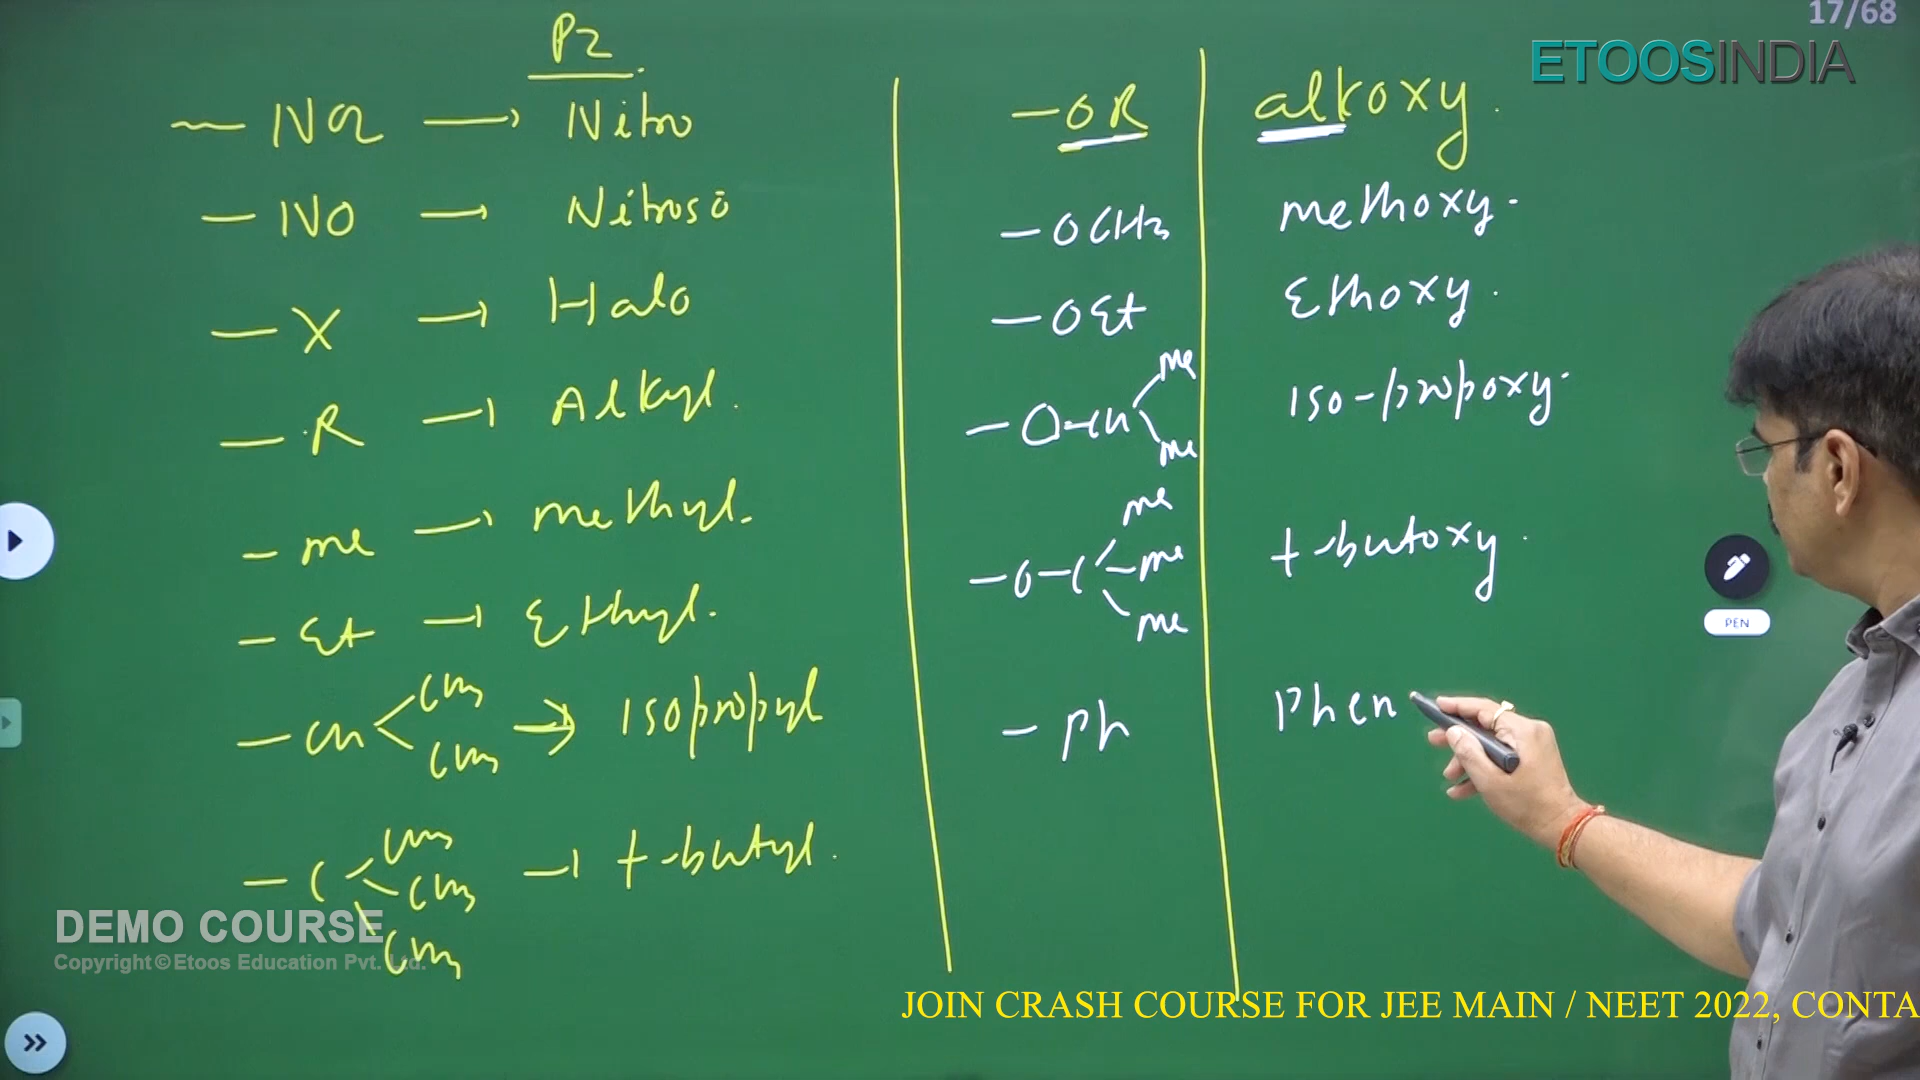 17/68
ETOOSINDIA
P2
— NO2 → Nitro
— NO → Nitroso
— X → Halo
— R → Alkyl.
— me → methyl.
— Et → Ethyl.
— CH CH3 CH3 → Isopropyl
— C CH3 CH3 CH3 → t-butyl.
— OR alkoxy.
— OCH3 methoxy.
— OEt Ethoxy.
— O-CH me me iso-propoxy.
— O-C me me me t-butoxy.
— Ph Phen
PEN
DEMO COURSE
Copyright © Etoos Education Pvt. Ltd.
JOIN CRASH COURSE FOR JEE MAIN / NEET 2022, CONTA